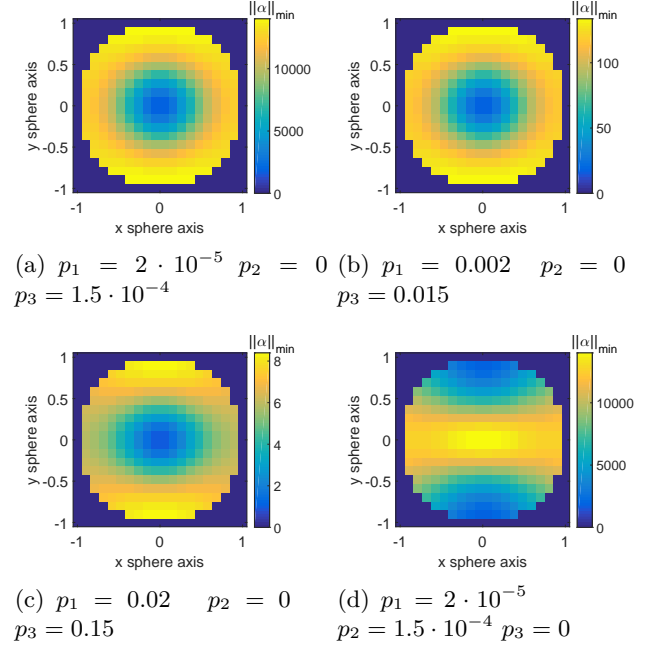 ||α||min
1
0.5
0
-0.5
-1
y sphere axis
-1 0 1
x sphere axis
10000
5000
0
||α||min
1
0.5
0
-0.5
-1
y sphere axis
-1 0 1
x sphere axis
100
50
0
(a) p1 = 2 · 10^-5 p2 = 0
p3 = 1.5 · 10^-4
(b) p1 = 0.002 p2 = 0
p3 = 0.015
||α||min
1
0.5
0
-0.5
-1
y sphere axis
-1 0 1
x sphere axis
8
6
4
2
0
||α||min
1
0.5
0
-0.5
-1
y sphere axis
-1 0 1
x sphere axis
10000
5000
0
(c) p1 = 0.02 p2 = 0
p3 = 0.15
(d) p1 = 2 · 10^-5
p2 = 1.5 · 10^-4 p3 = 0